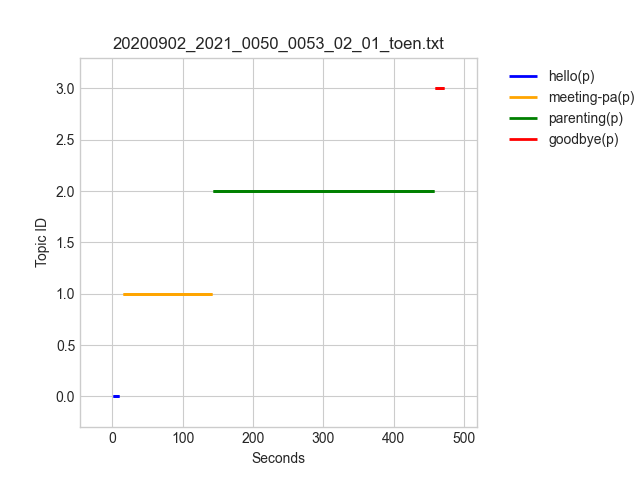 20200902_2021_0050_0053_02_01_toen.txt
hello(p)
meeting-pa(p)
parenting(p)
goodbye(p)
3.0
2.5
2.0
1.5
1.0
0.5
0.0
Topic ID
0 100 200 300 400 500
Seconds